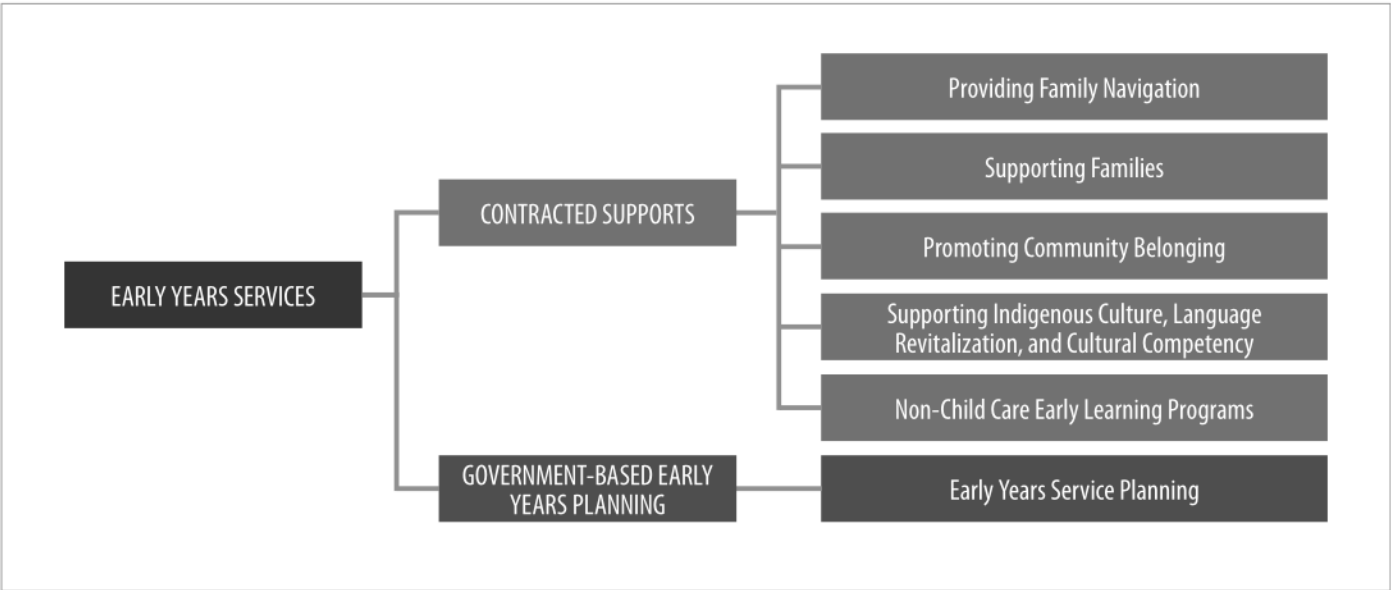 EARLY YEARS SERVICES
CONTRACTED SUPPORTS
Providing Family Navigation
Supporting Families
Promoting Community Belonging
Supporting Indigenous Culture, Language
Revitalization, and Cultural Competency
Non-Child Care Early Learning Programs
GOVERNMENT-BASED EARLY
YEARS PLANNING
Early Years Service Planning